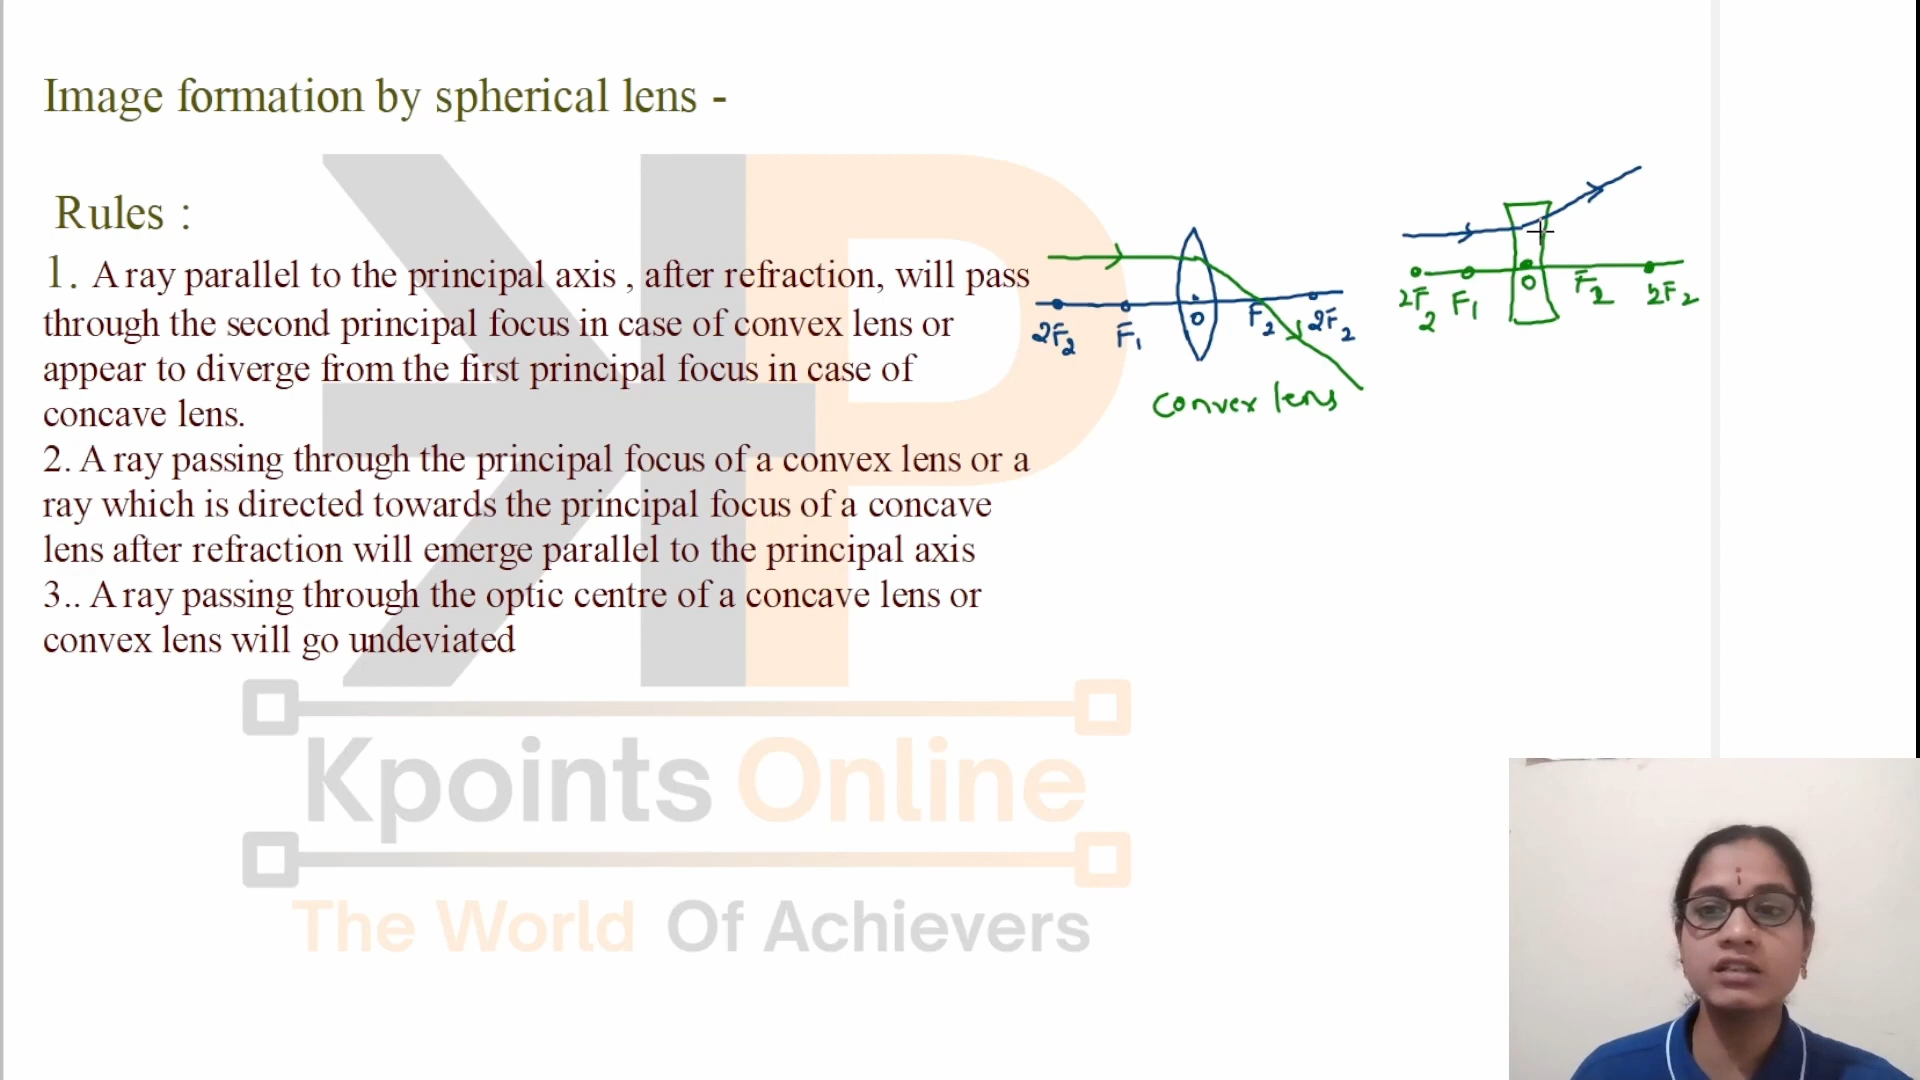 Image formation by spherical lens -
Rules :
1. A ray parallel to the principal axis , after refraction, will pass
through the second principal focus in case of convex lens or
appear to diverge from the first principal focus in case of
concave lens.
2. A ray passing through the principal focus of a convex lens or a
ray which is directed towards the principal focus of a concave
lens after refraction will emerge parallel to the principal axis
3.. A ray passing through the optic centre of a concave lens or
convex lens will go undeviated
2F2 F1 O F2 2F2
convex lens
2F2 F1 O F2 2F2
KP
Kpoints Online
The World Of Achievers